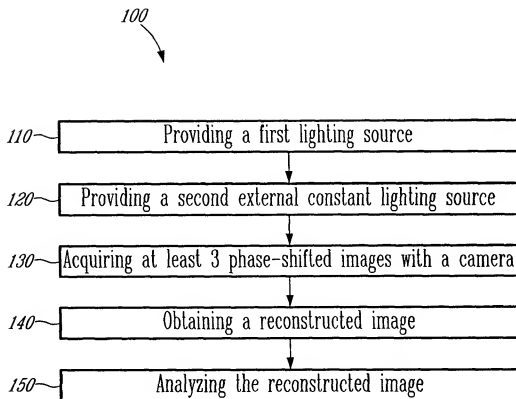 100
110 Providing a first lighting source
120 Providing a second external constant lighting source
130 Acquiring at least 3 phase-shifted images with a camera
140 Obtaining a reconstructed image
150 Analyzing the reconstructed image